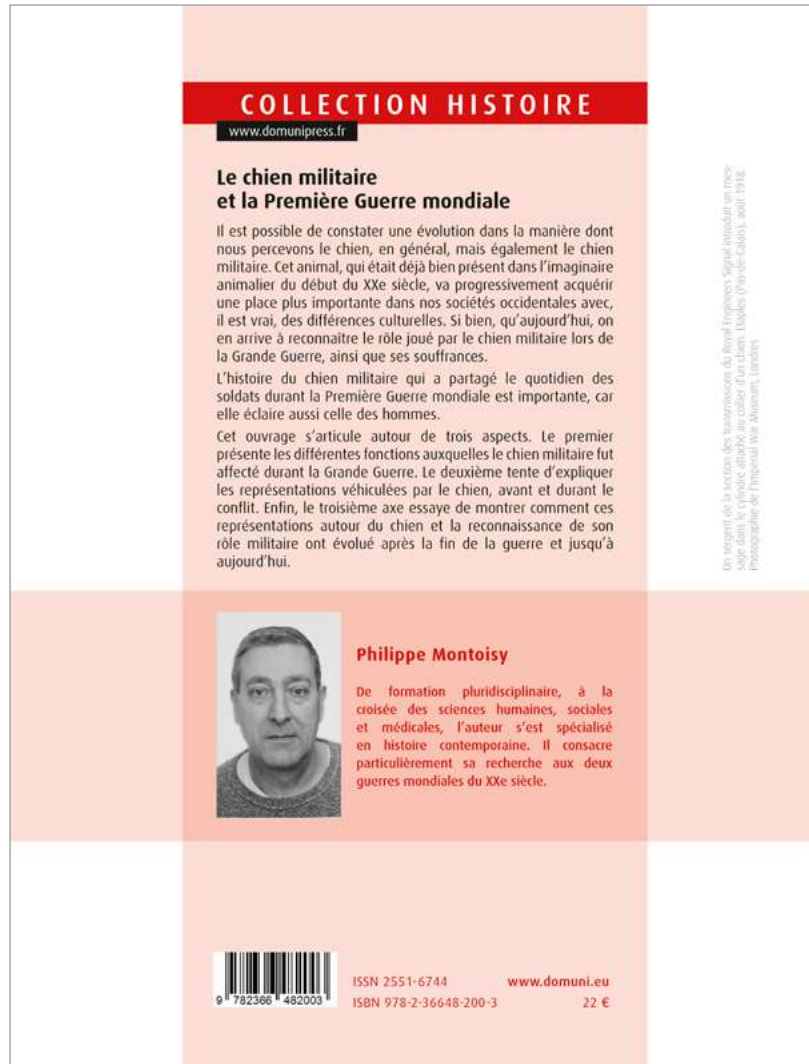 COLLECTION HISTOIRE
www.domunipress.fr
Le chien militaire
et la Première Guerre mondiale
Il est possible de constater une évolution dans la manière dont
nous percevons le chien, en général, mais également le chien
militaire. Cet animal, qui était déjà bien présent dans l’imaginaire
animalier du début du XXe siècle, va progressivement acquérir
une place plus importante dans nos sociétés occidentales avec,
il est vrai, des différences culturelles. Si bien, qu’aujourd’hui, on
en arrive à reconnaître le rôle joué par le chien militaire lors de
la Grande Guerre, ainsi que ses souffrances.
L’histoire du chien militaire qui a partagé le quotidien des
soldats durant la Première Guerre mondiale est importante, car
elle éclaire aussi celle des hommes.
Cet ouvrage s’articule autour de trois aspects. Le premier
présente les différentes fonctions auxquelles le chien militaire fut
affecté durant la Grande Guerre. Le deuxième tente d’expliquer
les représentations véhiculées par le chien, avant et durant le
conflit. Enfin, le troisième axe essaye de montrer comment ces
représentations autour du chien et la reconnaissance de son
rôle militaire ont évolué après la fin de la guerre et jusqu’à
aujourd’hui.
Un sergent de la section des transmissions du Royal Engineers Signal introduit un mes-
sage dans le cylindre attaché au collier d’un chien. Etaples (Pas-de-Calais), août 1918.
Photographie de l’Imperial War Museum, Londres
Philippe Montoisy
De formation pluridisciplinaire, à la
croisée des sciences humaines, sociales
et médicales, l’auteur s’est spécialisé
en histoire contemporaine. Il consacre
particulièrement sa recherche aux deux
guerres mondiales du XXe siècle.
9 782366 482003
ISSN 2551-6744 www.domuni.eu
ISBN 978-2-36648-200-3 22 €